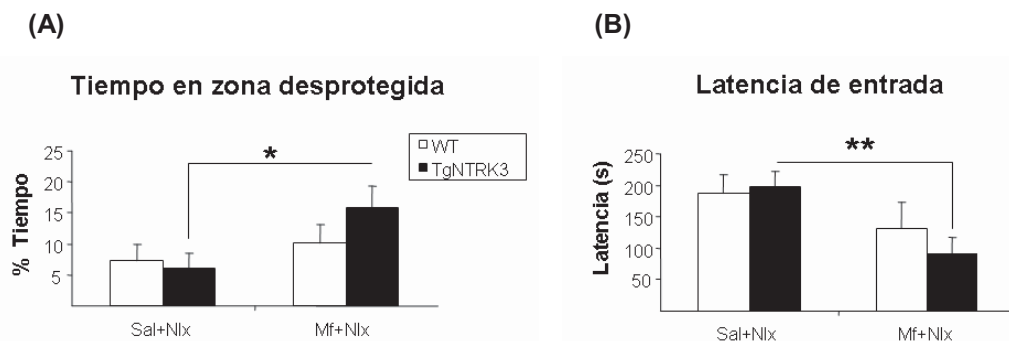 (A)
Tiempo en zona desprotegida
WT
TgNTRK3
*
% Tiempo
25
20
15
10
5
Sal+Nlx
Mf+Nlx
(B)
Latencia de entrada
**
Latencia (s)
250
200
150
100
50
Sal+Nlx
Mf+Nlx